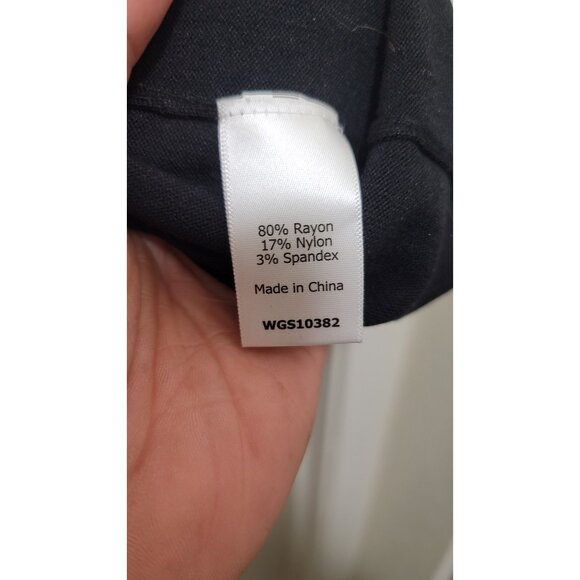 80% Rayon
17% Nylon
3% Spandex
Made in China
WGS10382